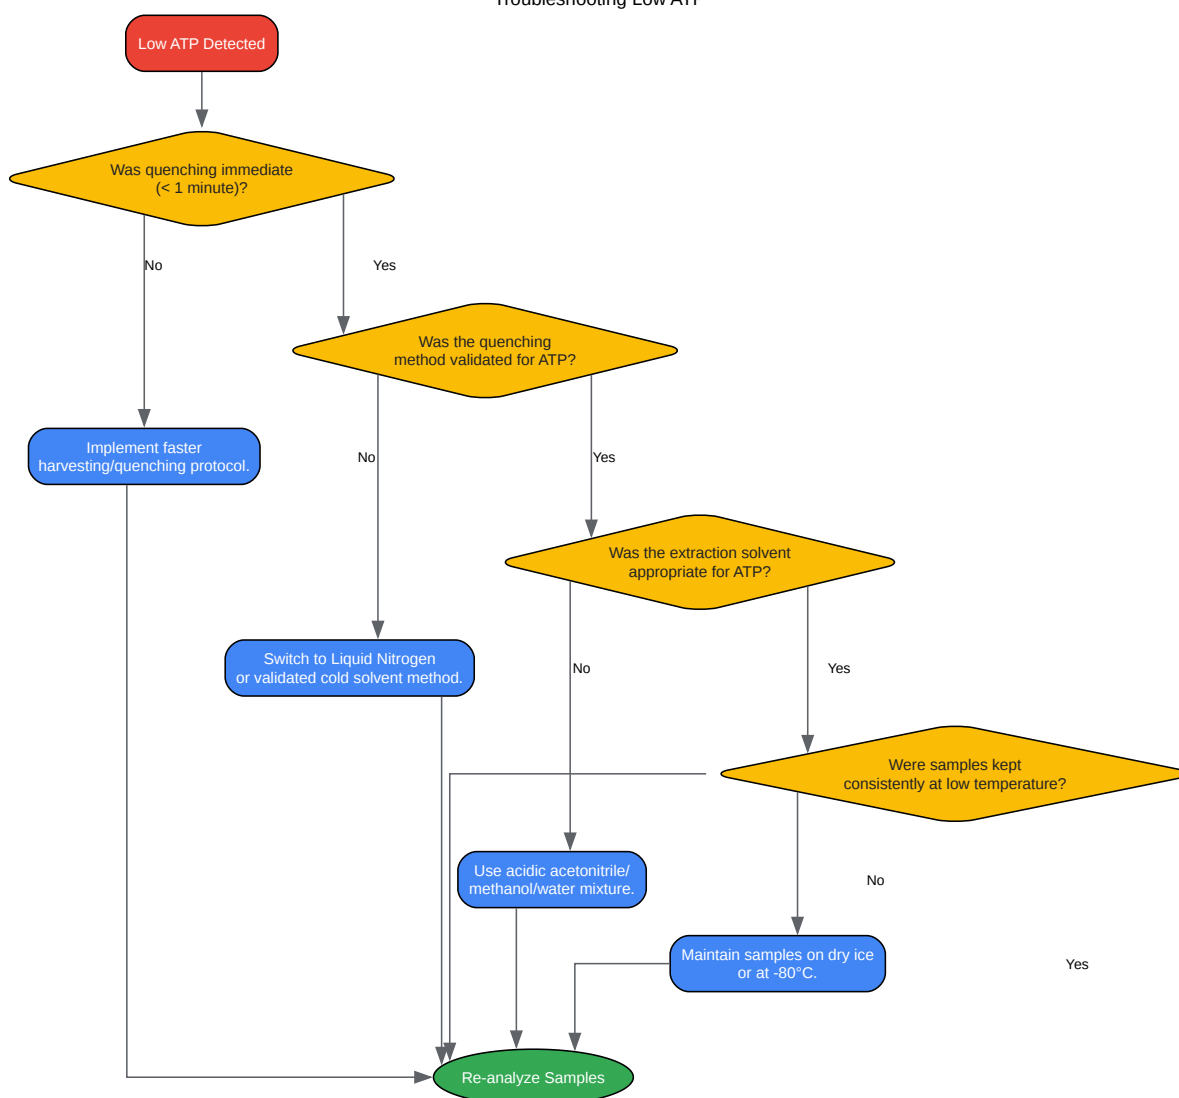 Troubleshooting Low ATP
Low ATP Detected
Was quenching immediate
(< 1 minute)?
No
Yes
Was the quenching
method validated for ATP?
Implement faster
harvesting/quenching protocol.
No
Yes
Was the extraction solvent
appropriate for ATP?
Switch to Liquid Nitrogen
or validated cold solvent method.
No
Yes
Were samples kept
consistently at low temperature?
Use acidic acetonitrile/
methanol/water mixture.
No
Maintain samples on dry ice
or at -80°C.
Yes
Re-analyze Samples